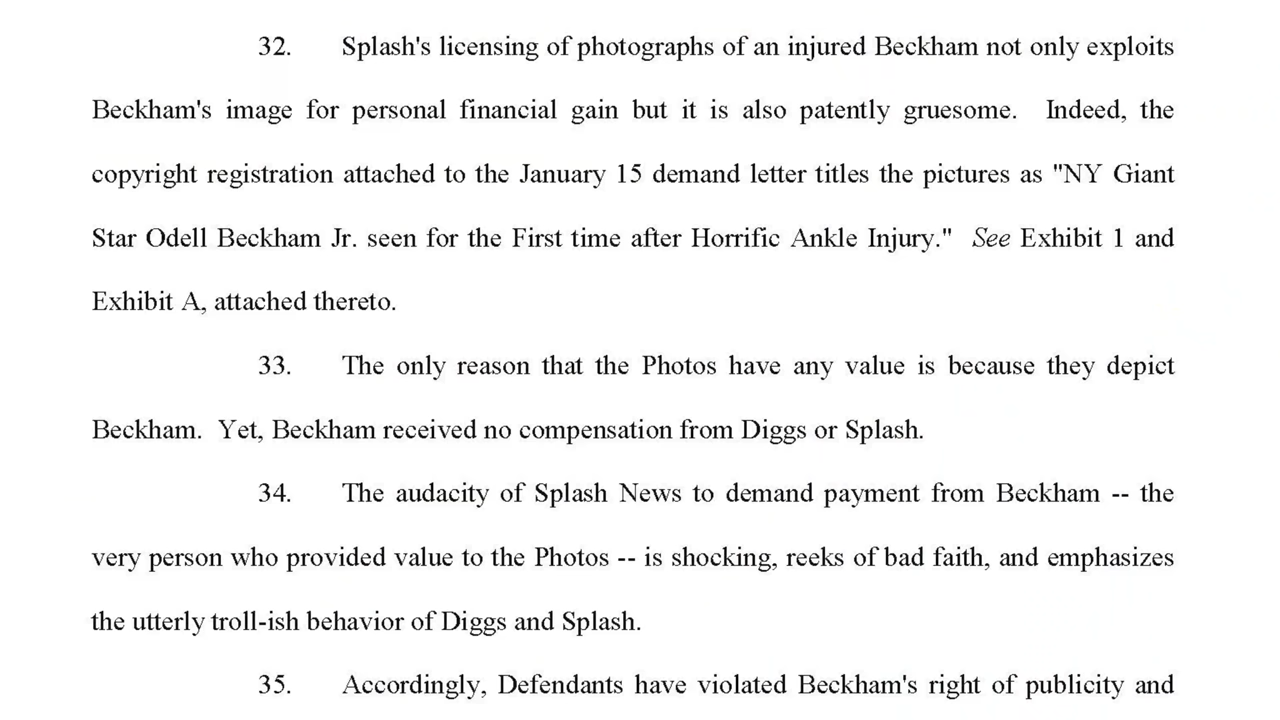 32. Splash's licensing of photographs of an injured Beckham not only exploits
Beckham's image for personal financial gain but it is also patently gruesome. Indeed, the
copyright registration attached to the January 15 demand letter titles the pictures as "NY Giant
Star Odell Beckham Jr. seen for the First time after Horrific Ankle Injury." See Exhibit 1 and
Exhibit A, attached thereto.
33. The only reason that the Photos have any value is because they depict
Beckham. Yet, Beckham received no compensation from Diggs or Splash.
34. The audacity of Splash News to demand payment from Beckham -- the
very person who provided value to the Photos -- is shocking, reeks of bad faith, and emphasizes
the utterly troll-ish behavior of Diggs and Splash.
35. Accordingly, Defendants have violated Beckham's right of publicity and